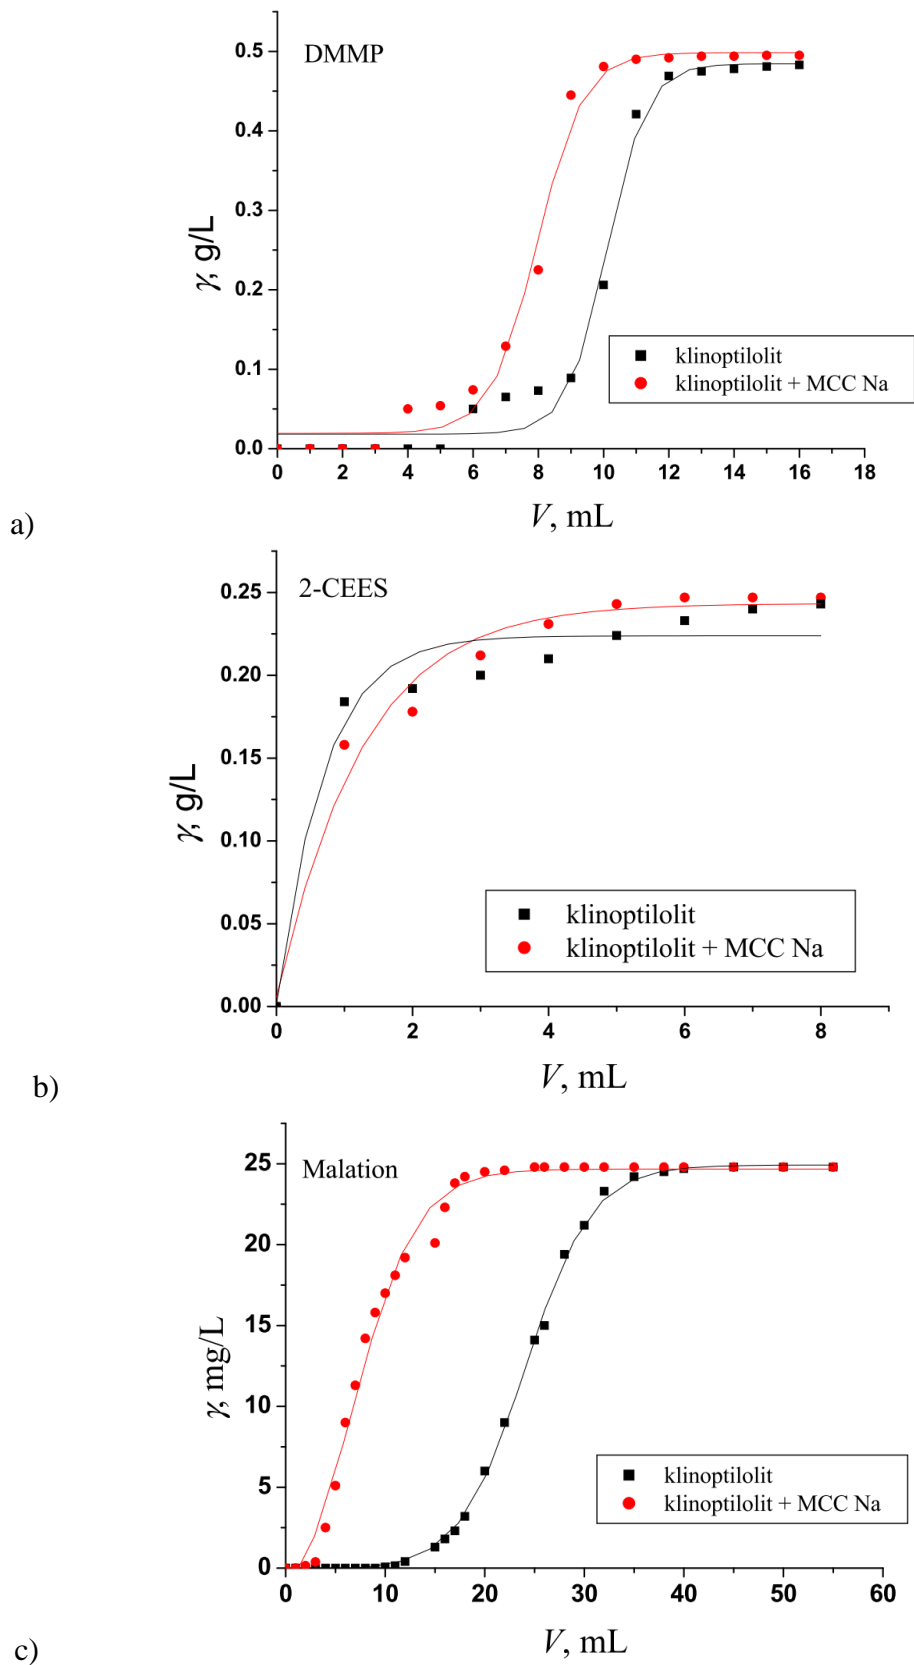 DMMP
0.5
0.4
0.3
0.2
0.1
0.0
γ, g/L
klinoptilolit
klinoptilolit + MCC Na
0 2 4 6 8 10 12 14 16 18
V, mL
a)
2-CEES
0.25
0.20
0.15
0.10
0.05
0.00
γ, g/L
klinoptilolit
klinoptilolit + MCC Na
0 2 4 6 8
V, mL
b)
Malation
25
20
15
10
5
0
γ, mg/L
klinoptilolit
klinoptilolit + MCC Na
0 10 20 30 40 50 60
V, mL
c)